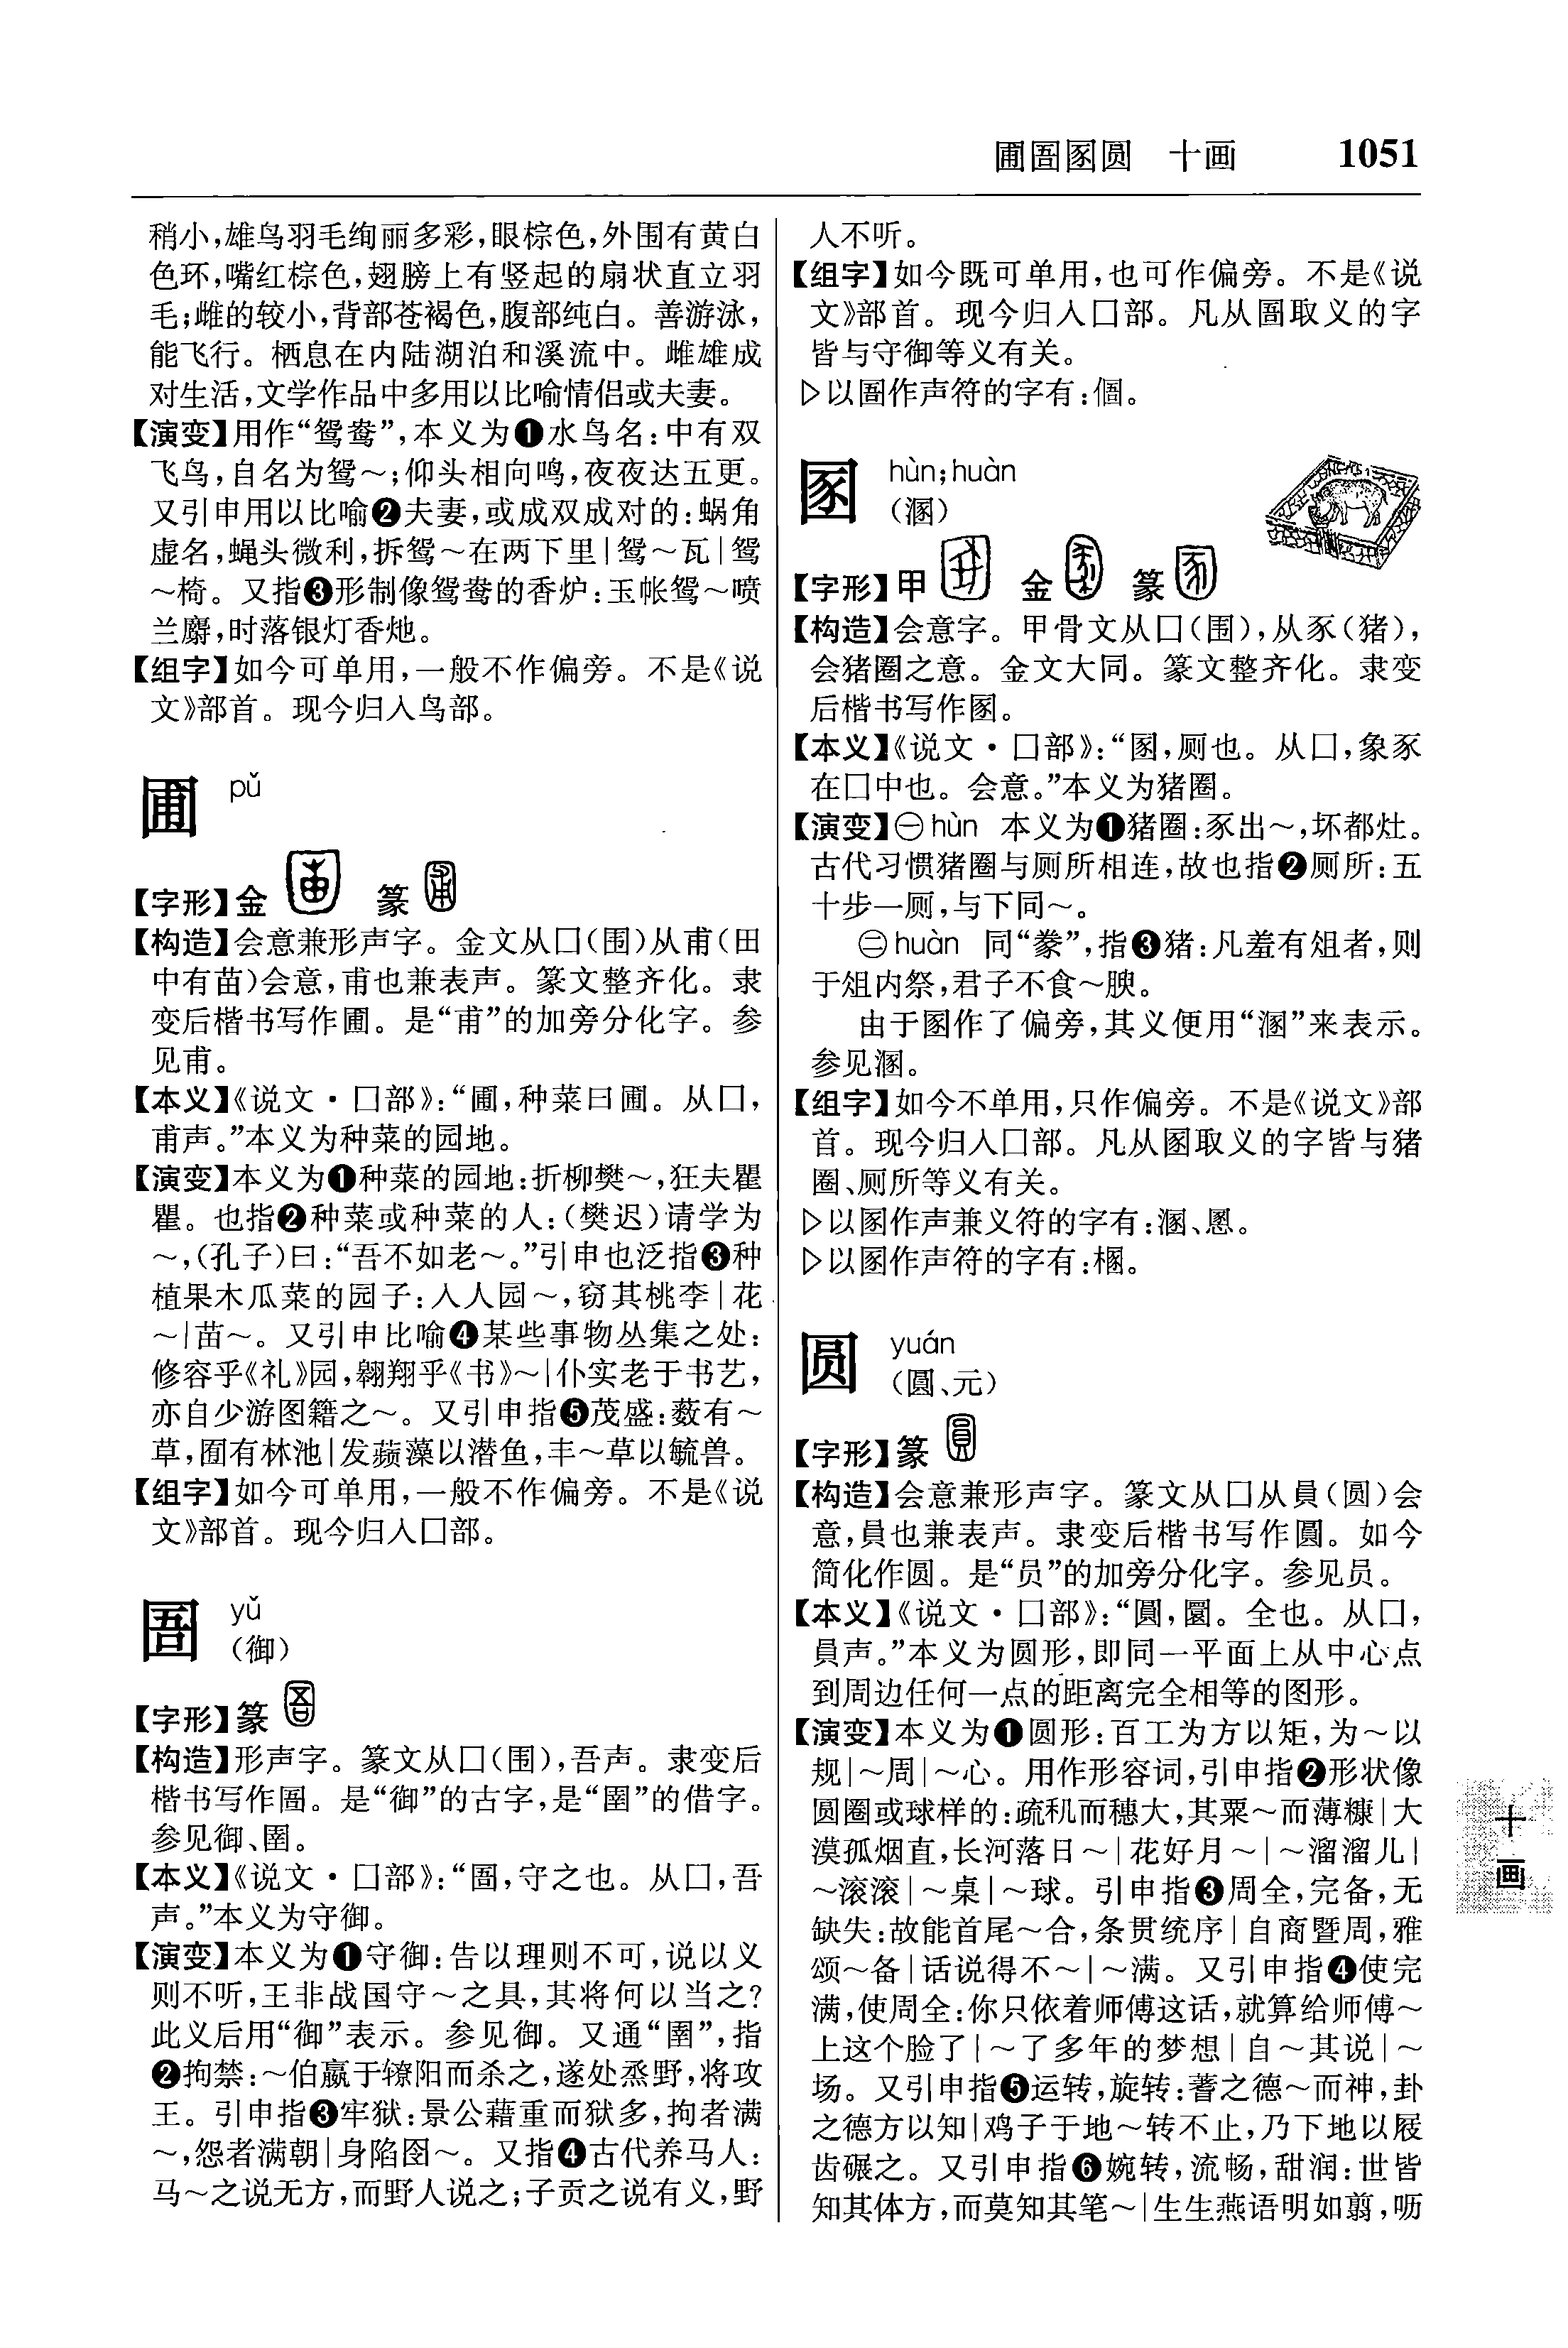 圃圄圂圆　十画　1051
稍小,雄鸟羽毛绚丽多彩,眼棕色,外围有黄白
色环,嘴红棕色,翅膀上有竖起的扇状直立羽
毛;雌的较小,背部苍褐色,腹部纯白。善游泳,
能飞行。栖息在内陆湖泊和溪流中。雌雄成
对生活,文学作品中多用以比喻情侣或夫妻。
【演变】用作“鸳鸯”,本义为❶水鸟名:中有双
飞鸟,自名为鸳～;仰头相向鸣,夜夜达五更。
又引申用以比喻❷夫妻,或成双成对的:蜗角
虚名,蝇头微利,拆鸳～在两下里|鸳～瓦|鸳
～椅。又指❸形制像鸳鸯的香炉:玉帐鸳～喷
兰麝,时落银灯香灺。
【组字】如今可单用,一般不作偏旁。不是《说
文》部首。现今归入鸟部。
圃 pǔ
【字形】金　篆
【构造】会意兼形声字。金文从囗(围)从甫(田
中有苗)会意,甫也兼表声。篆文整齐化。隶
变后楷书写作圃。是“甫”的加旁分化字。参
见甫。
【本义】《说文·囗部》:“圃,种菜曰圃。从囗,
甫声。”本义为种菜的园地。
【演变】本义为❶种菜的园地:折柳樊～,狂夫瞿
瞿。也指❷种菜或种菜的人:(樊迟)请学为
～,(孔子)曰:“吾不如老～。”引申也泛指❸种
植果木瓜菜的园子:入人园～,窃其桃李|花
～|苗～。又引申比喻❹某些事物丛集之处:
修容乎《礼》园,翱翔乎《书》～|仆实老于书艺,
亦自少游图籍之～。又引申指❺茂盛:薮有～
草,囿有林池|发蘋藻以潜鱼,丰～草以毓兽。
【组字】如今可单用,一般不作偏旁。不是《说
文》部首。现今归入囗部。
圄 yǔ
(御)
【字形】篆
【构造】形声字。篆文从囗(围),吾声。隶变后
楷书写作圄。是“御”的古字,是“圉”的借字。
参见御、圉。
【本义】《说文·囗部》:“圄,守之也。从囗,吾
声。”本义为守御。
【演变】本义为❶守御:告以理则不可,说以义
则不听,王非战国守～之具,其将何以当之?
此义后用“御”表示。参见御。又通“圉”,指
❷拘禁:～伯嬴于轑阳而杀之,遂处烝野,将攻
王。引申指❸牢狱:景公藉重而狱多,拘者满
～,怨者满朝|身陷囹～。又指❹古代养马人:
马～之说无方,而野人说之;子贡之说有义,野
人不听。
【组字】如今既可单用,也可作偏旁。不是《说
文》部首。现今归入囗部。凡从圄取义的字
皆与守御等义有关。
▷以圄作声符的字有:𠈱。
圂 hùn;huàn
(溷)
【字形】甲　金　篆
【构造】会意字。甲骨文从囗(围),从豕(猪),
会猪圈之意。金文大同。篆文整齐化。隶变
后楷书写作圂。
【本义】《说文·囗部》:“圂,厕也。从囗,象豕
在囗中也。会意。”本义为猪圈。
【演变】㊀hùn 本义为❶猪圈:豕出～,坏都灶。
古代习惯猪圈与厕所相连,故也指❷厕所:五
十步一厕,与下同～。
㊁huàn 同“豢”,指❸猪:凡羞有俎者,则
于俎内祭,君子不食～腴。
由于圂作了偏旁,其义便用“溷”来表示。
参见溷。
【组字】如今不单用,只作偏旁。不是《说文》部
首。现今归入囗部。凡从圂取义的字皆与猪
圈、厕所等义有关。
▷以圂作声兼义符的字有:溷、慁。
▷以圂作声符的字有:棞。
圆 yuán
(圓、元)
【字形】篆
【构造】会意兼形声字。篆文从囗从員(圆)会
意,員也兼表声。隶变后楷书写作圓。如今
简化作圆。是“员”的加旁分化字。参见员。
【本义】《说文·囗部》:“圓,圜。全也。从囗,
員声。”本义为圆形,即同一平面上从中心点
到周边任何一点的距离完全相等的图形。
【演变】本义为❶圆形:百工为方以矩,为～以
规|～周|～心。用作形容词,引申指❷形状像
圆圈或球样的:疏机而穗大,其粟～而薄糠|大
漠孤烟直,长河落日～|花好月～|～溜溜儿|
～滚滚|～桌|～球。引申指❸周全,完备,无
缺失:故能首尾～合,条贯统序|自商暨周,雅
颂～备|话说得不～|～满。又引申指❹使完
满,使周全:你只依着师傅这话,就算给师傅～
上这个脸了|～了多年的梦想|自～其说|～
场。又引申指❺运转,旋转:蓍之德～而神,卦
之德方以知|鸡子于地～转不止,乃下地以屐
齿碾之。又引申指❻婉转,流畅,甜润:世皆
知其体方,而莫知其笔～|生生燕语明如翦,呖
十画